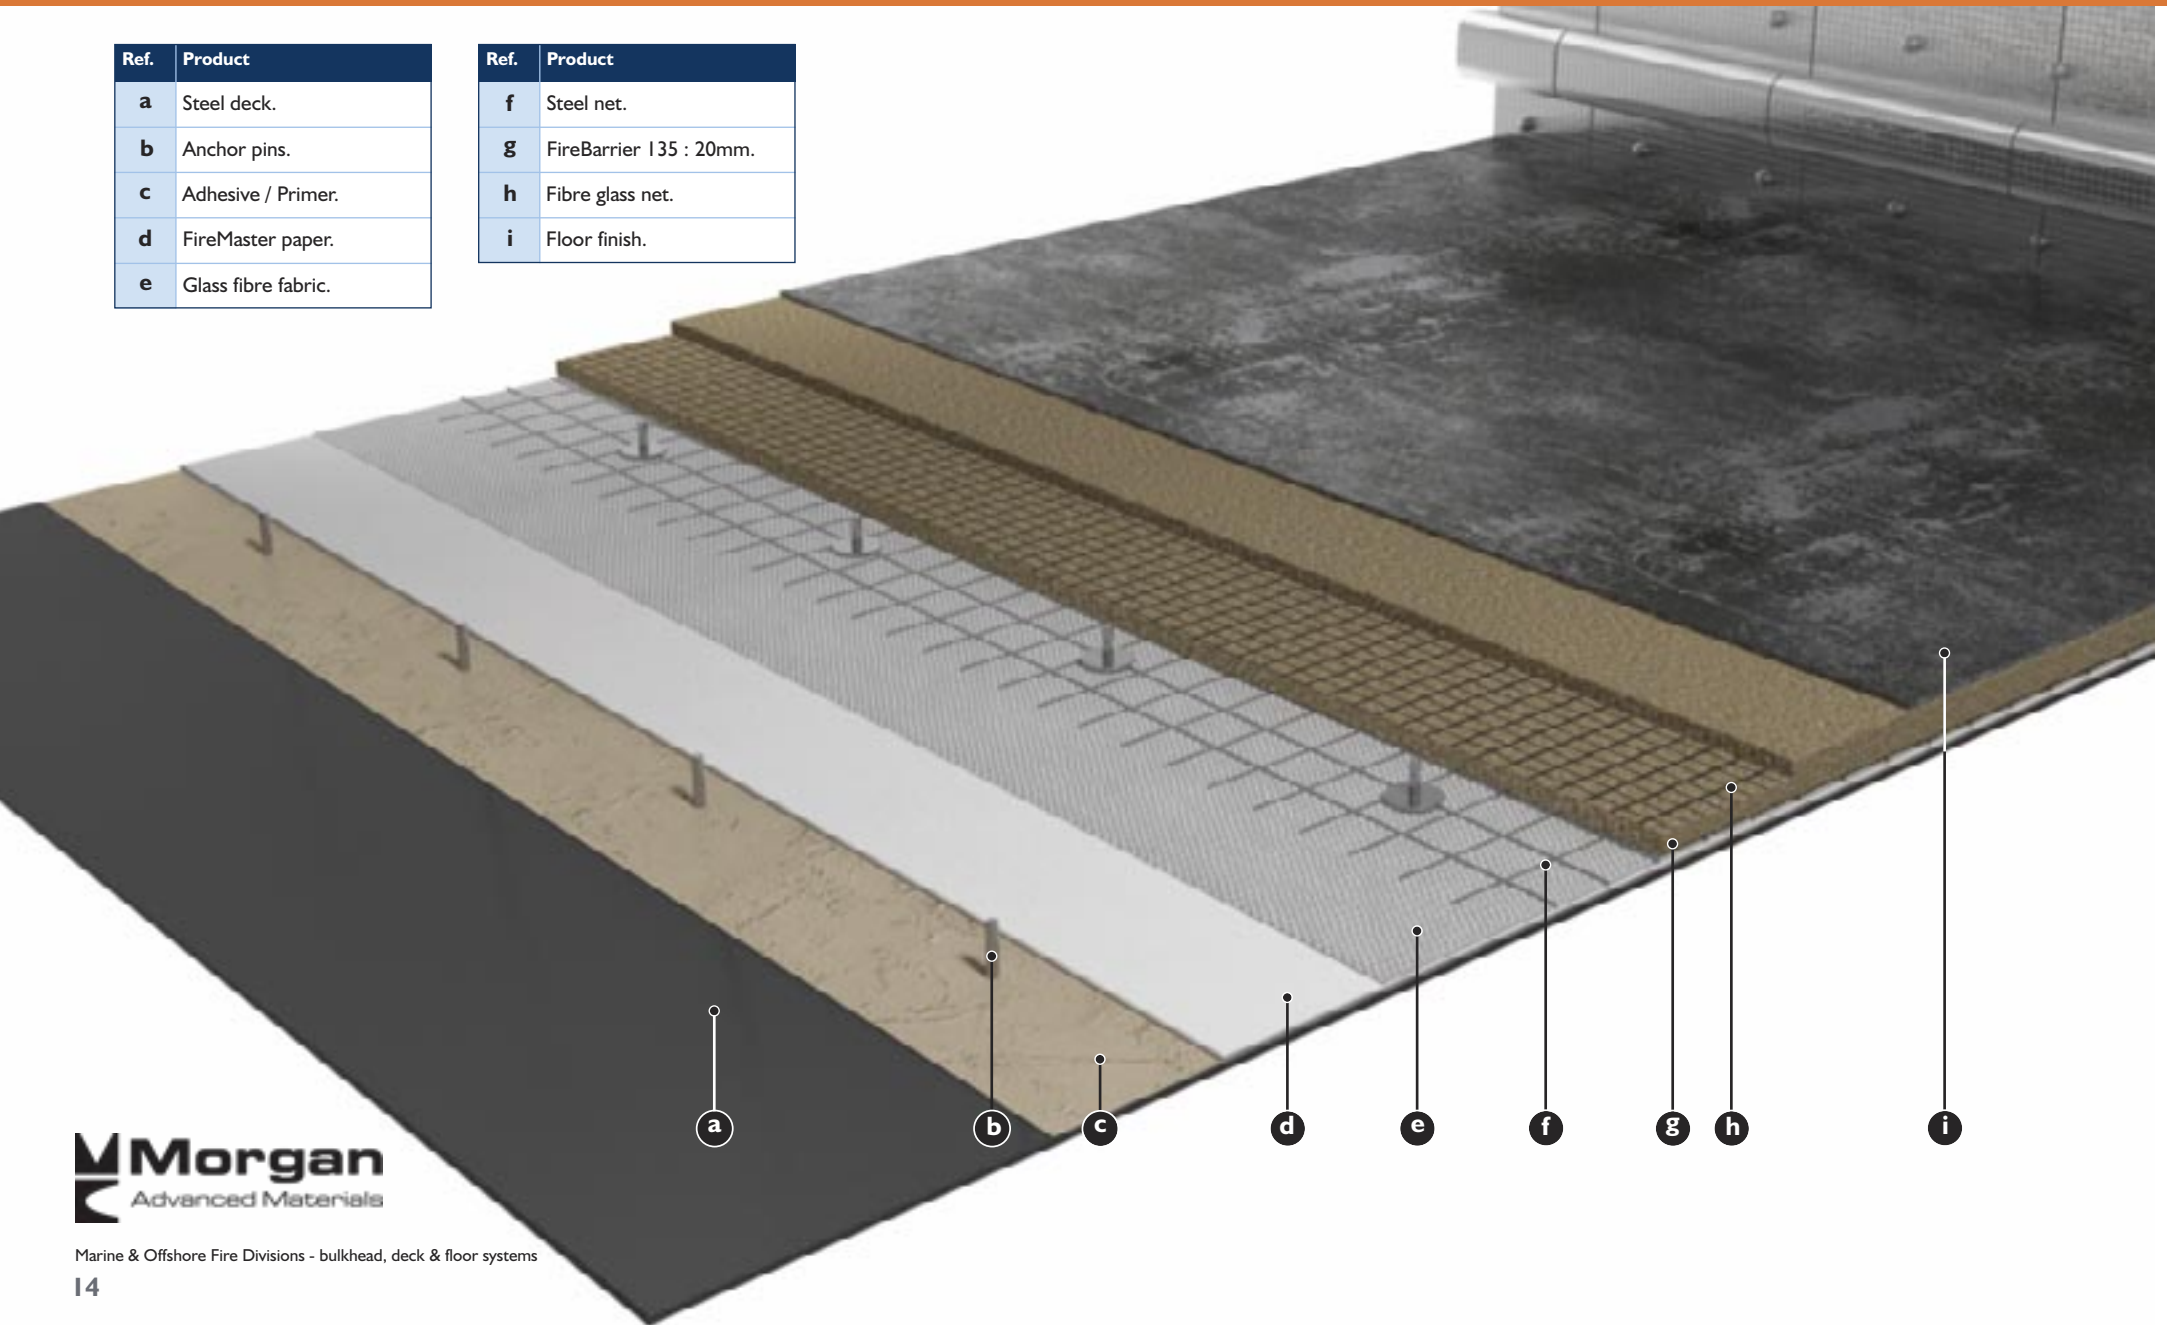 Ref. Product
a Steel deck.
b Anchor pins.
c Adhesive / Primer.
d FireMaster paper.
e Glass fibre fabric.
Ref. Product
f Steel net.
g FireBarrier 135 : 20mm.
h Fibre glass net.
i Floor finish.
a b c d e f g h i
Morgan
Advanced Materials
Marine & Offshore Fire Divisions - bulkhead, deck & floor systems
14